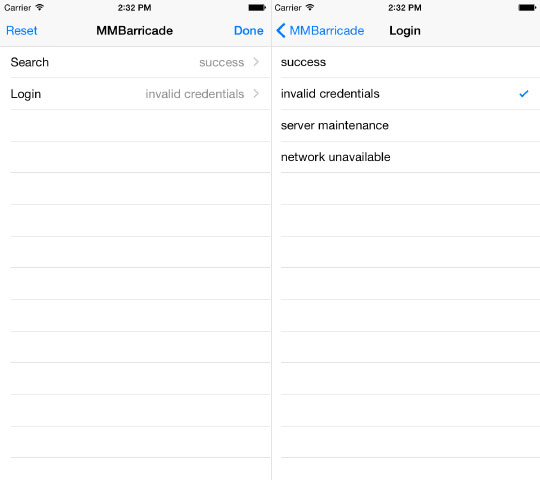 Carrier 2:32 PM
Reset MMBarricade Done
Search success
Login invalid credentials
Carrier 2:32 PM
MMBarricade Login
success
invalid credentials
server maintenance
network unavailable